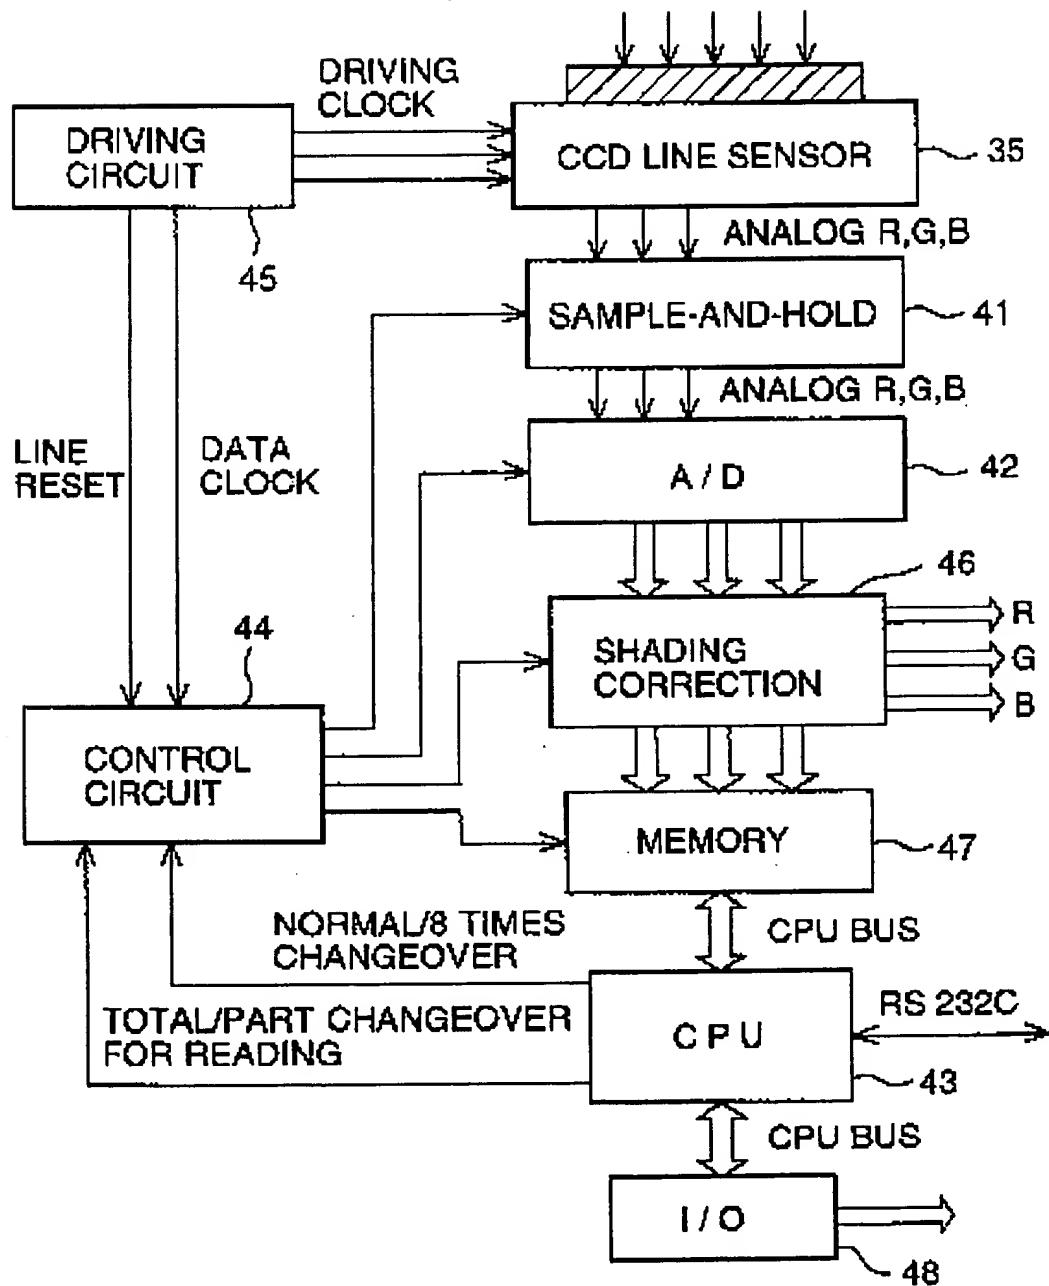 DRIVING
CLOCK
DRIVING
CIRCUIT
CCD LINE SENSOR
35
45
ANALOG R,G,B
SAMPLE-AND-HOLD
41
ANALOG R,G,B
LINE
RESET
DATA
CLOCK
A / D
42
46
44
SHADING
CORRECTION
R
G
B
CONTROL
CIRCUIT
MEMORY
47
NORMAL/8 TIMES
CHANGEOVER
CPU BUS
TOTAL/PART CHANGEOVER
FOR READING
C P U
RS 232C
43
CPU BUS
I / O
48